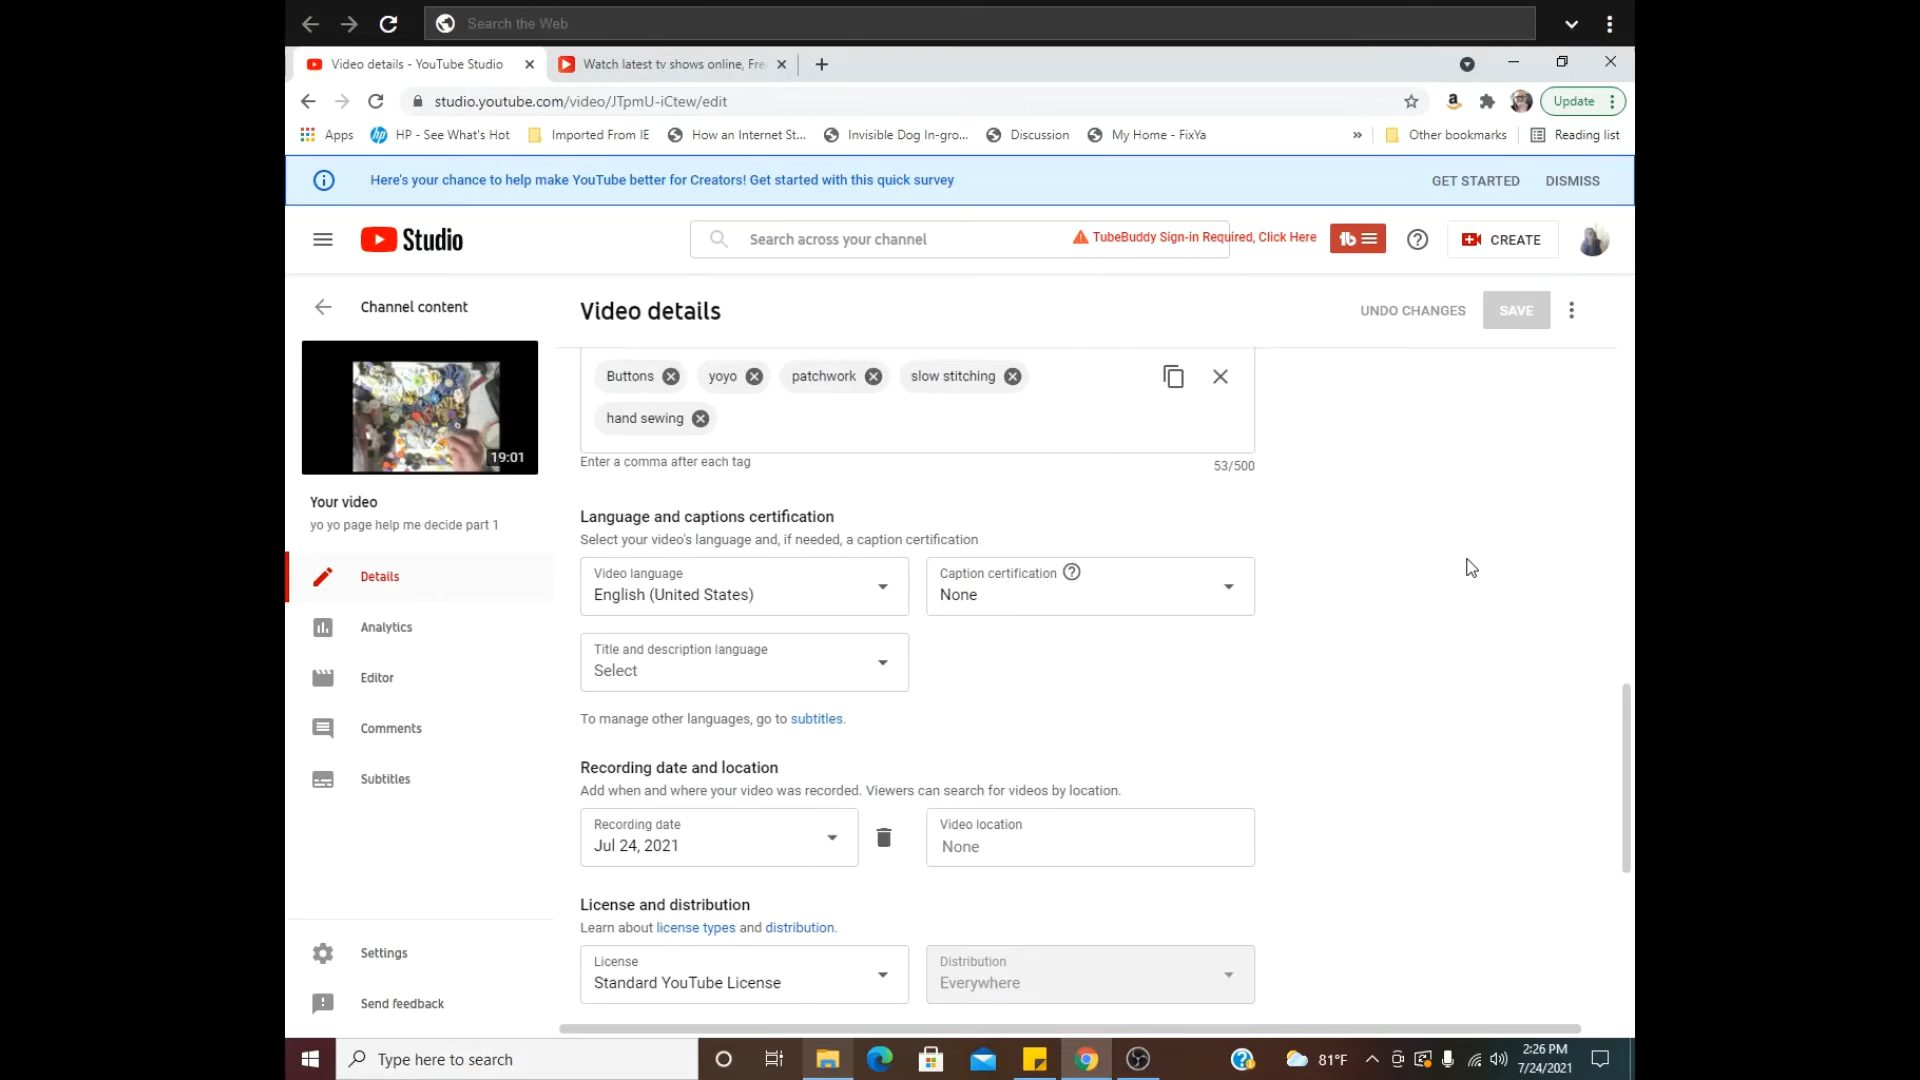 Search the Web
Video details - YouTube Studio
Watch latest tv shows online, Fre
studio.youtube.com/video/JTpmU-iCtew/edit
Update
Apps
HP - See What's Hot
Imported From IE
How an Internet St...
Invisible Dog In-gro...
Discussion
My Home - FixYa
»
Other bookmarks
Reading list
Here's your chance to help make YouTube better for Creators! Get started with this quick survey
GET STARTED
DISMISS
Studio
Search across your channel
TubeBuddy Sign-in Required, Click Here
CREATE
Channel content
Video details
UNDO CHANGES
SAVE
19:01
Your video
yo yo page help me decide part 1
Details
Analytics
Editor
Comments
Subtitles
Settings
Send feedback
Buttons
yoyo
patchwork
slow stitching
hand sewing
Enter a comma after each tag
53/500
Language and captions certification
Select your video's language and, if needed, a caption certification
Video language
English (United States)
Caption certification
None
Title and description language
Select
To manage other languages, go to subtitles.
Recording date and location
Add when and where your video was recorded. Viewers can search for videos by location.
Recording date
Jul 24, 2021
Video location
None
License and distribution
Learn about license types and distribution.
License
Standard YouTube License
Distribution
Everywhere
Type here to search
81°F
2:26 PM
7/24/2021